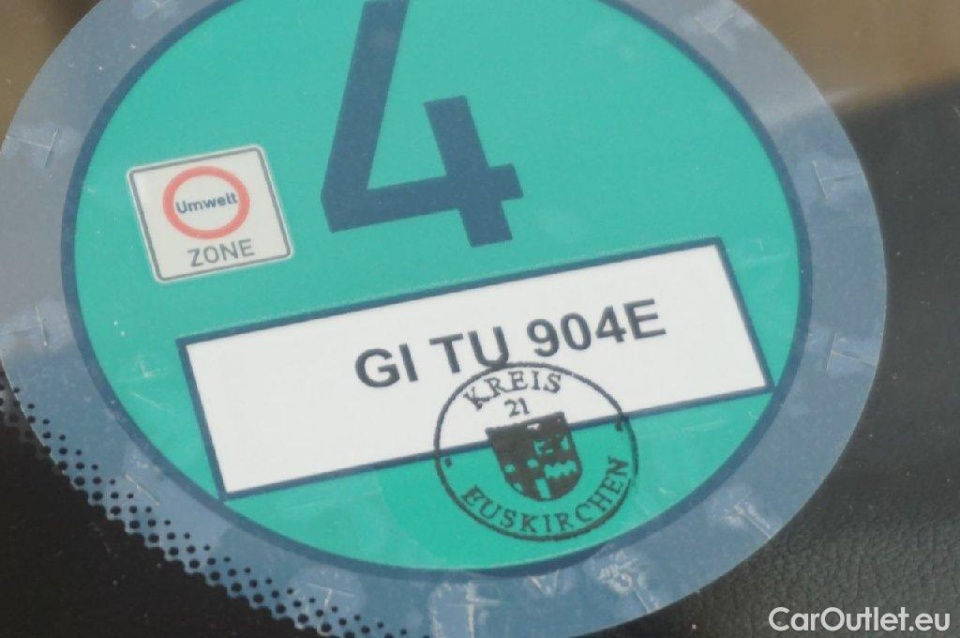 4
Umwelt
ZONE
GI TU 904E
KREIS
21
EUSKIRCHEN
CarOutlet.eu